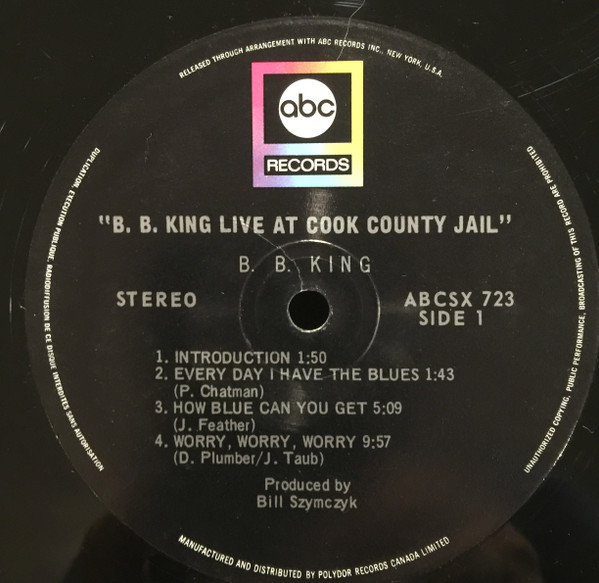 RELEASED THROUGH ARRANGEMENT WITH ABC RECORDS INC., NEW YORK, U.S.A.
abc
RECORDS
"B. B. KING LIVE AT COOK COUNTY JAIL"
B. B. KING
STEREO
ABCSX 723
SIDE 1
1. INTRODUCTION 1:50
2. EVERY DAY I HAVE THE BLUES 1:43
(P. Chatman)
3. HOW BLUE CAN YOU GET 5:09
(J. Feather)
4. WORRY, WORRY, WORRY 9:57
(D. Plumber/J. Taub)
Produced by
Bill Szymczyk
DUPLICATION, EXECUTION PUBLIQUE, RADIODIFFUSION DE CE DISQUE INTERDITES SANS AUTORISATION
UNAUTHORIZED COPYING, PUBLIC PERFORMANCE, BROADCASTING OF THIS RECORD ARE PROHIBITED
MANUFACTURED AND DISTRIBUTED BY POLYDOR RECORDS CANADA LIMITED